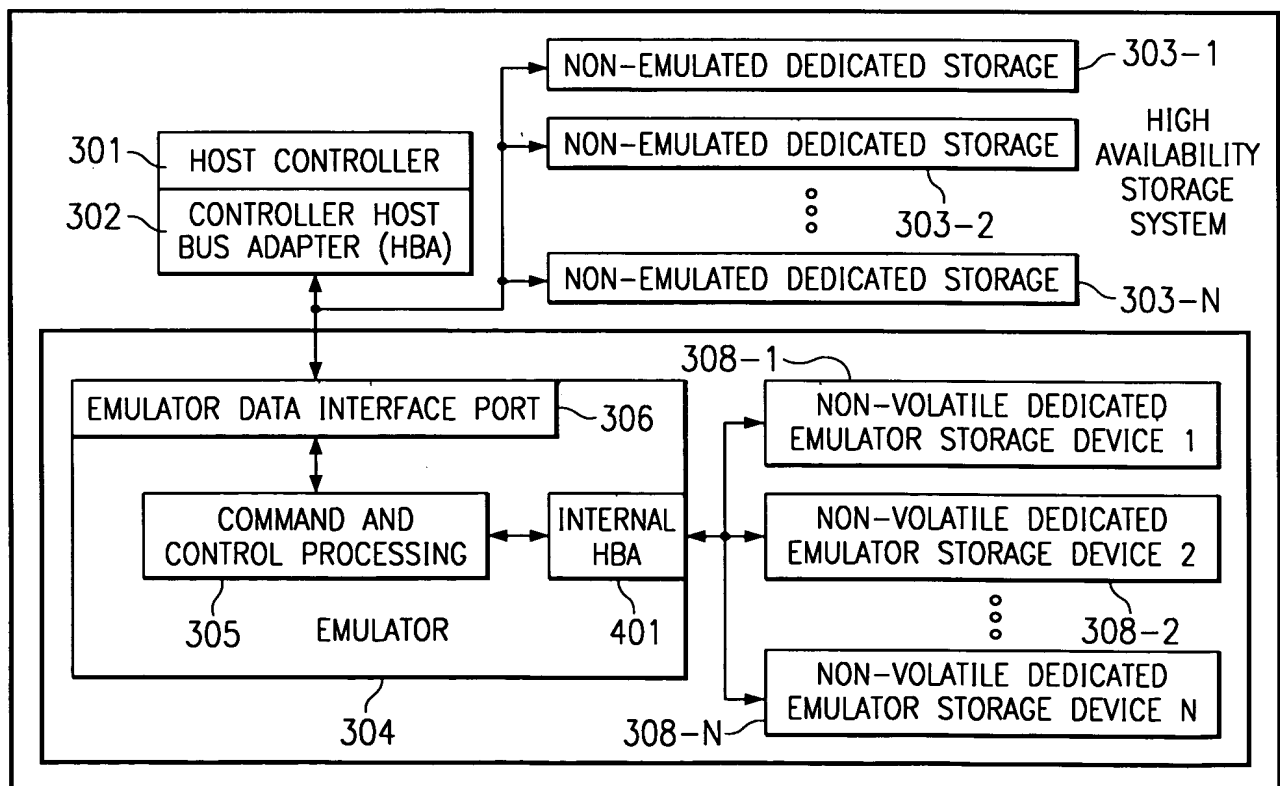 NON-EMULATED DEDICATED STORAGE
303-1
301
HOST CONTROLLER
NON-EMULATED DEDICATED STORAGE
HIGH
AVAILABILITY
STORAGE
SYSTEM
302
CONTROLLER HOST
BUS ADAPTER (HBA)
303-2
NON-EMULATED DEDICATED STORAGE
303-N
308-1
EMULATOR DATA INTERFACE PORT
306
NON-VOLATILE DEDICATED
EMULATOR STORAGE DEVICE 1
COMMAND AND
CONTROL PROCESSING
INTERNAL
HBA
NON-VOLATILE DEDICATED
EMULATOR STORAGE DEVICE 2
305
EMULATOR
401
308-2
NON-VOLATILE DEDICATED
EMULATOR STORAGE DEVICE N
304
308-N